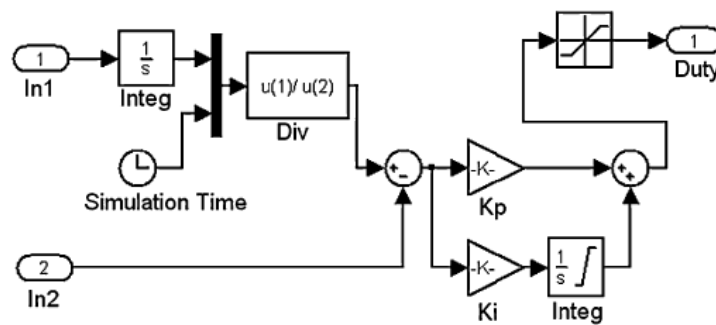 1
In1
1
s
Integ
Simulation Time
u(1)/ u(2)
Div
2
In2
+
-
-K-
Kp
-K-
Ki
1
s
Integ
+
+
1
Duty